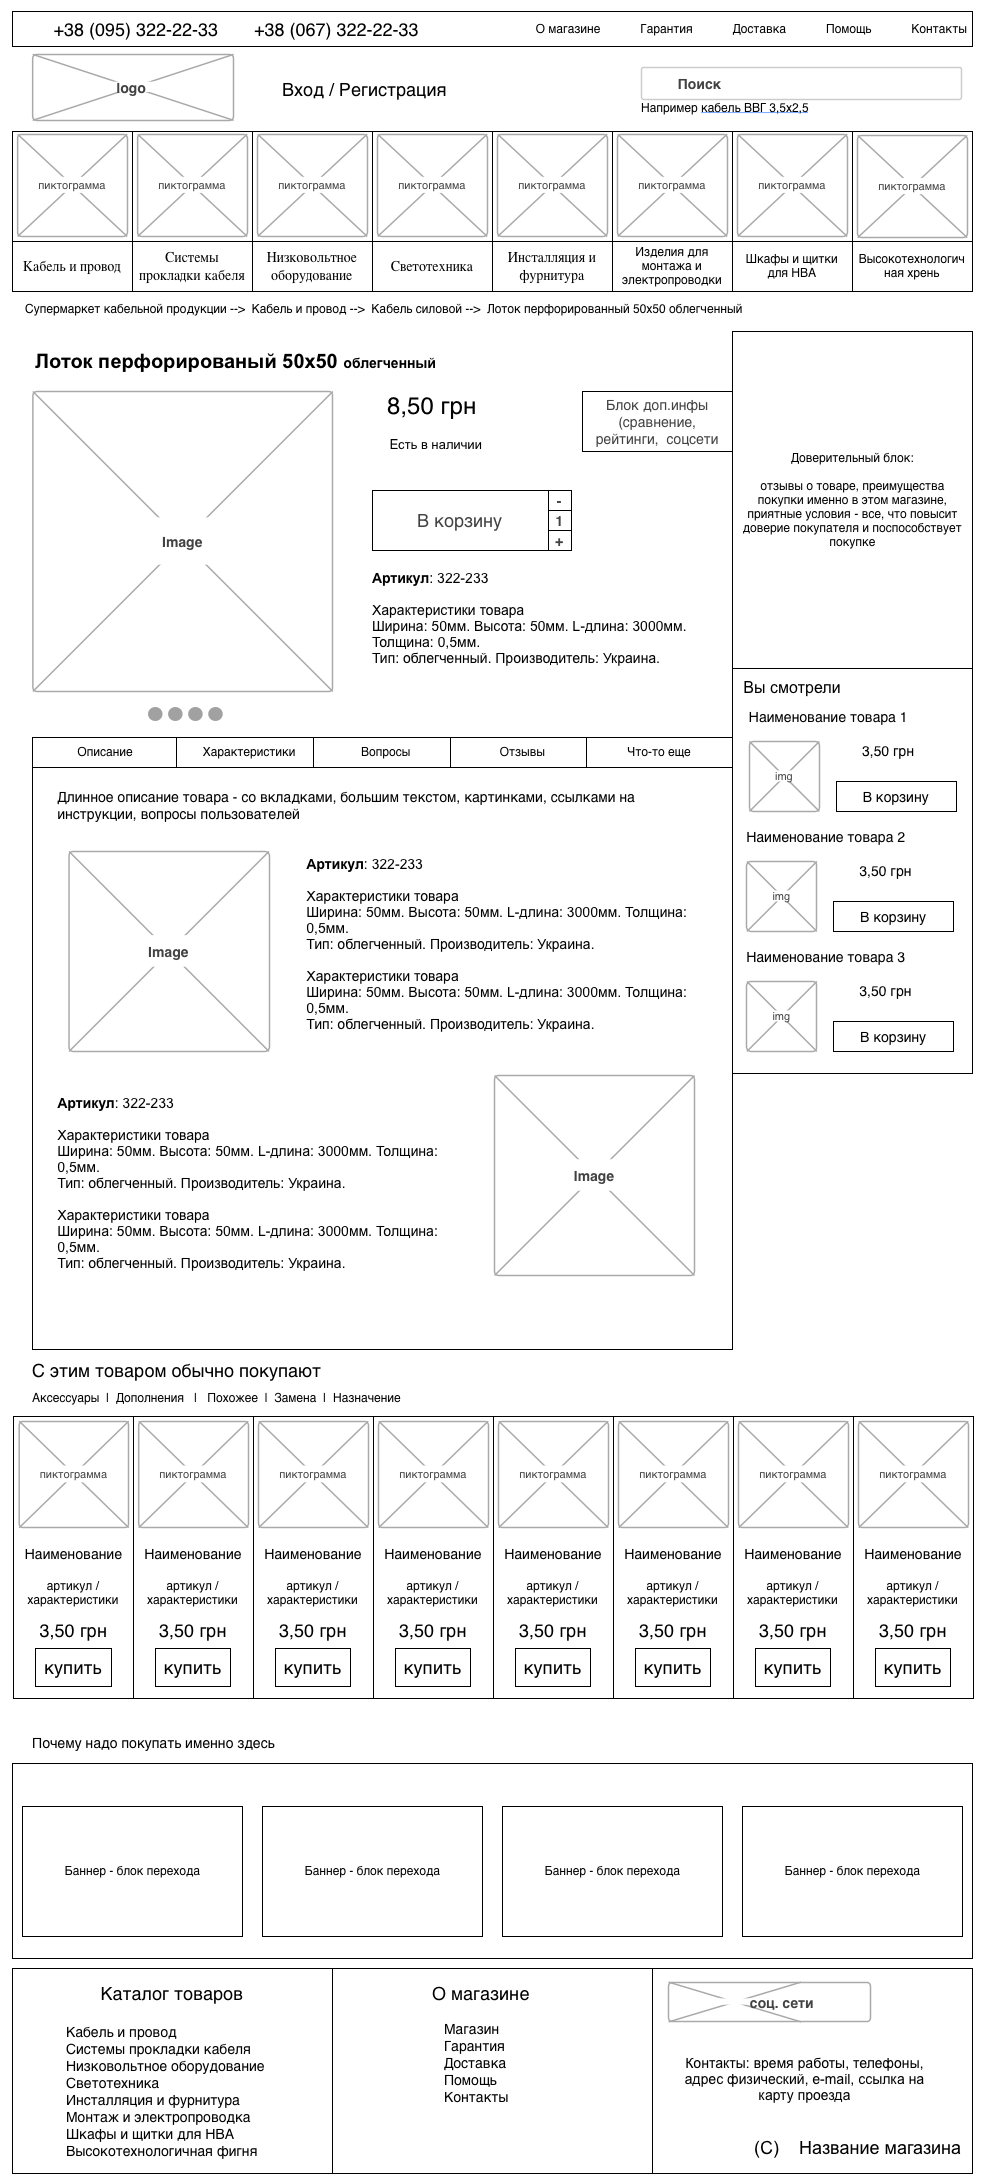 +38 (095) 322-22-33 +38 (067) 322-22-33 О магазине Гарантия Доставка Помощь Контакты
logo
Вход / Регистрация
Поиск
Например кабель ВВГ 3,5х2,5
пиктограмма пиктограмма пиктограмма пиктограмма пиктограмма пиктограмма пиктограмма пиктограмма
Кабель и провод
Системы
прокладки кабеля
Низковольтное
оборудование
Светотехника
Инсталляция и
фурнитура
Изделия для
монтажа и
электропроводки
Шкафы и щитки
для НВА
Высокотехнологич
ная хрень
Супермаркет кабельной продукции --> Кабель и провод --> Кабель силовой --> Лоток перфорированный 50х50 облегченный
Лоток перфорированый 50х50 облегченный
Image
8,50 грн
Есть в наличии
Блок доп.инфы
(сравнение,
рейтинги, соцсети
В корзину
-
1
+
Артикул: 322-233
Характеристики товара
Ширина: 50мм. Высота: 50мм. L-длина: 3000мм.
Толщина: 0,5мм.
Тип: облегченный. Производитель: Украина.
Доверительный блок:
отзывы о товаре, преимущества
покупки именно в этом магазине,
приятные условия - все, что повысит
доверие покупателя и поспособствует
покупке
Вы смотрели
Наименование товара 1
img
3,50 грн
В корзину
Наименование товара 2
img
3,50 грн
В корзину
Наименование товара 3
img
3,50 грн
В корзину
Описание Характеристики Вопросы Отзывы Что-то еще
Длинное описание товара - со вкладками, большим текстом, картинками, ссылками на
инструкции, вопросы пользователей
Image
Артикул: 322-233
Характеристики товара
Ширина: 50мм. Высота: 50мм. L-длина: 3000мм. Толщина:
0,5мм.
Тип: облегченный. Производитель: Украина.
Характеристики товара
Ширина: 50мм. Высота: 50мм. L-длина: 3000мм. Толщина:
0,5мм.
Тип: облегченный. Производитель: Украина.
Артикул: 322-233
Характеристики товара
Ширина: 50мм. Высота: 50мм. L-длина: 3000мм. Толщина:
0,5мм.
Тип: облегченный. Производитель: Украина.
Характеристики товара
Ширина: 50мм. Высота: 50мм. L-длина: 3000мм. Толщина:
0,5мм.
Тип: облегченный. Производитель: Украина.
Image
С этим товаром обычно покупают
Аксессуары | Дополнения | Похожее | Замена | Назначение
пиктограмма пиктограмма пиктограмма пиктограмма пиктограмма пиктограмма пиктограмма пиктограмма
Наименование Наименование Наименование Наименование Наименование Наименование Наименование Наименование
артикул / артикул / артикул / артикул / артикул / артикул / артикул / артикул /
характеристики характеристики характеристики характеристики характеристики характеристики характеристики характеристики
3,50 грн 3,50 грн 3,50 грн 3,50 грн 3,50 грн 3,50 грн 3,50 грн 3,50 грн
купить купить купить купить купить купить купить купить
Почему надо покупать именно здесь
Баннер - блок перехода Баннер - блок перехода Баннер - блок перехода Баннер - блок перехода
Каталог товаров
Кабель и провод
Системы прокладки кабеля
Низковольтное оборудование
Светотехника
Инсталляция и фурнитура
Монтаж и электропроводка
Шкафы и щитки для НВА
Высокотехнологичная фигня
О магазине
Магазин
Гарантия
Доставка
Помощь
Контакты
соц. сети
Контакты: время работы, телефоны,
адрес физический, e-mail, ссылка на
карту проезда
(С) Название магазина